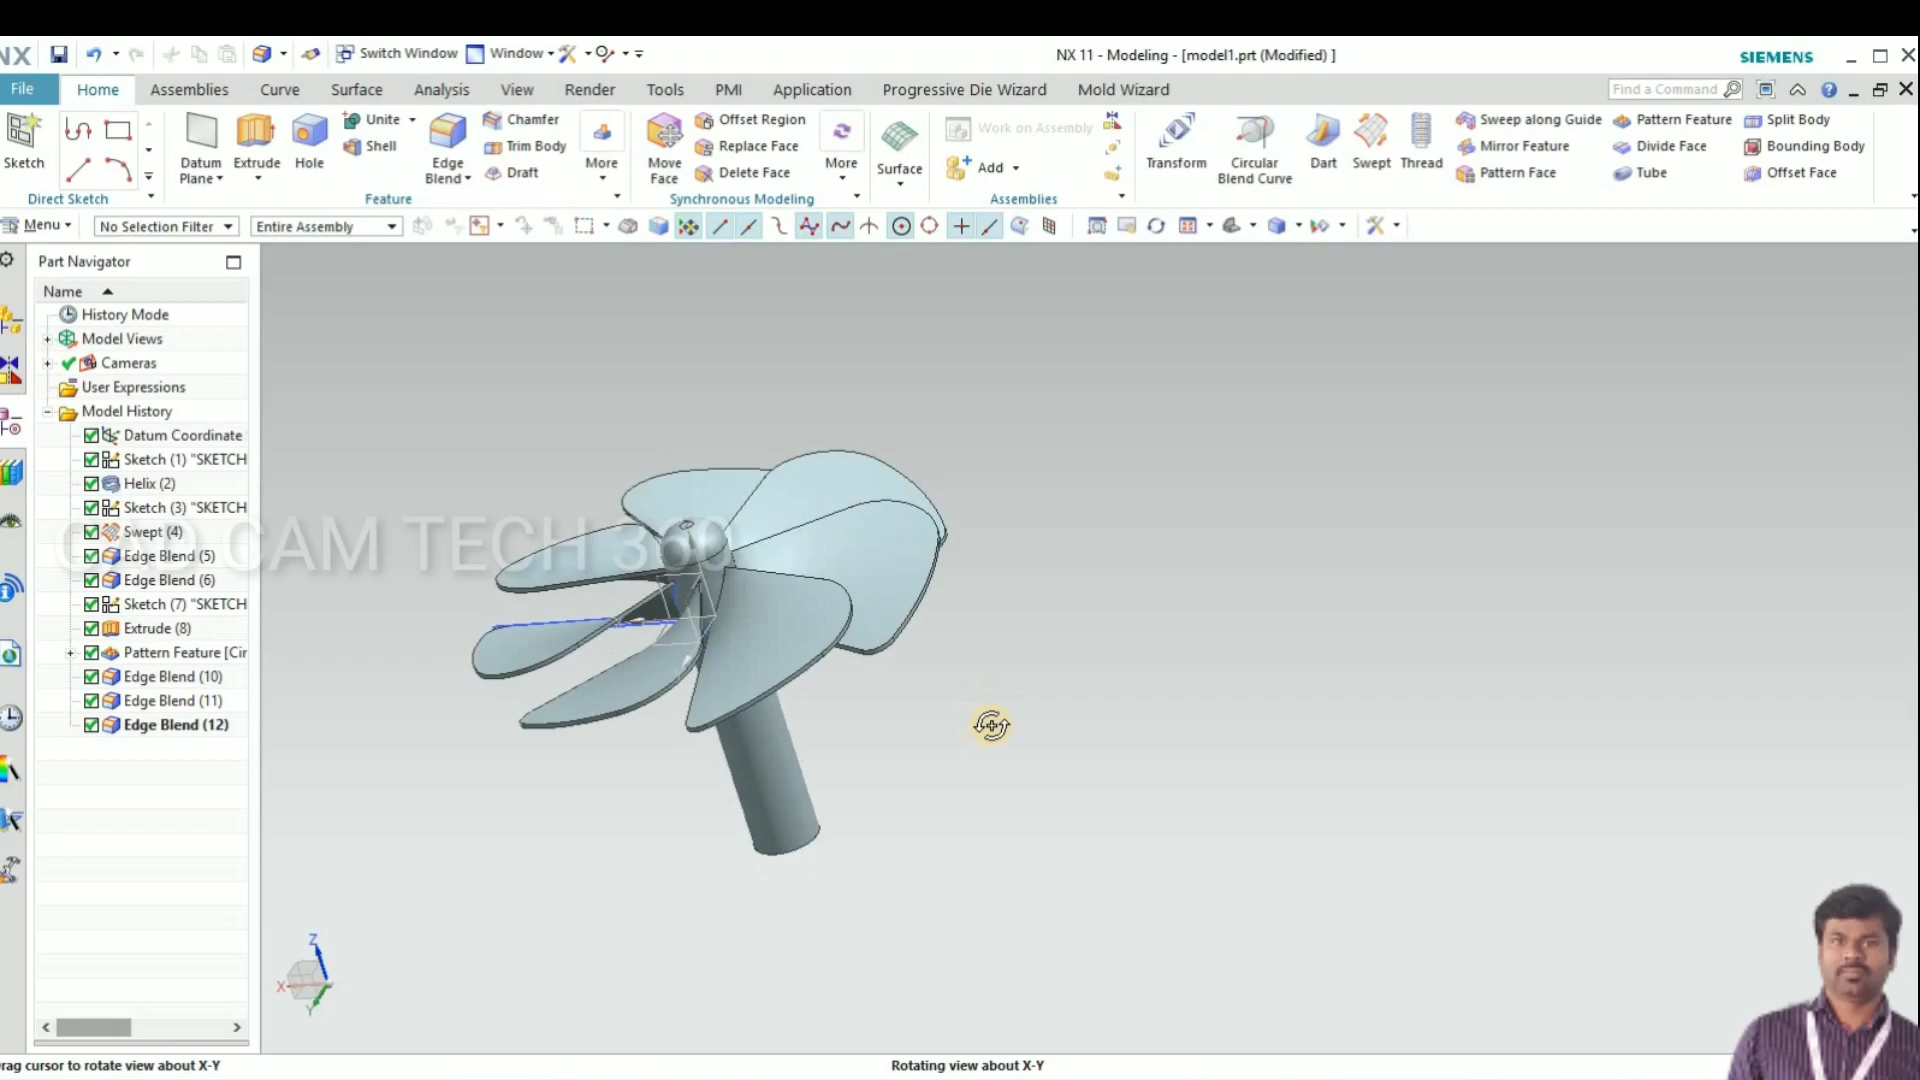 NX
Switch Window
Window
NX 11 - Modeling - [model1.prt (Modified) ]
SIEMENS
File
Home
Assemblies
Curve
Surface
Analysis
View
Render
Tools
PMI
Application
Progressive Die Wizard
Mold Wizard
Find a Command
Sketch
Datum
Plane
Extrude
Hole
Unite
Shell
Edge
Blend
Chamfer
Trim Body
Draft
More
Move
Face
Offset Region
Replace Face
Delete Face
More
Surface
Work on Assembly
Add
Transform
Circular
Blend Curve
Dart
Swept
Thread
Sweep along Guide
Mirror Feature
Pattern Face
Pattern Feature
Divide Face
Tube
Split Body
Bounding Body
Offset Face
Direct Sketch
Feature
Synchronous Modeling
Assemblies
Menu
No Selection Filter
Entire Assembly
Part Navigator
Name
History Mode
Model Views
Cameras
User Expressions
Model History
Datum Coordinate
Sketch (1) "SKETCH
Helix (2)
Sketch (3) "SKETCH
Swept (4)
Edge Blend (5)
Edge Blend (6)
Sketch (7) "SKETCH
Extrude (8)
Pattern Feature [Cir
Edge Blend (10)
Edge Blend (11)
Edge Blend (12)
CAD CAM TECH 360
Z
X
Y
rag cursor to rotate view about X-Y
Rotating view about X-Y